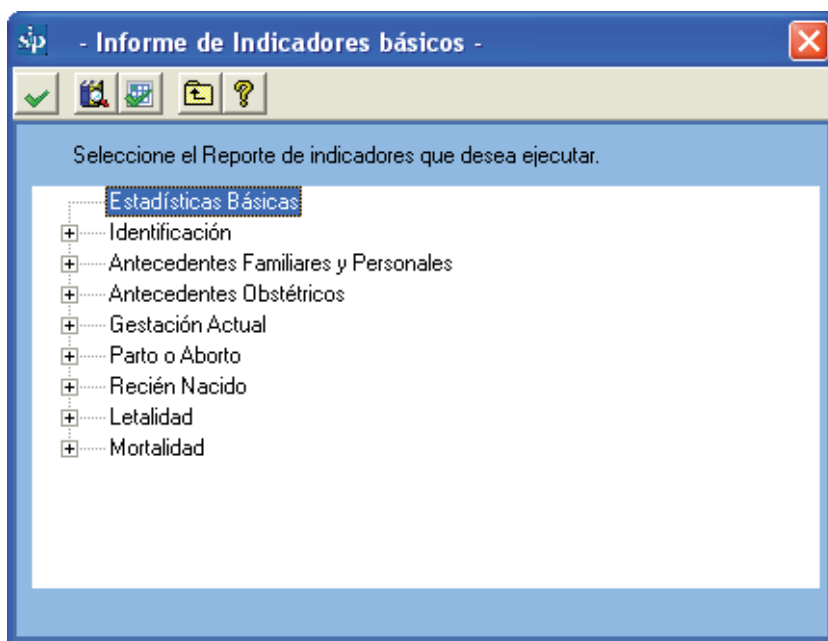 sip - Informe de Indicadores básicos -
Seleccione el Reporte de indicadores que desea ejecutar.
Estadísticas Básicas
Identificación
Antecedentes Familiares y Personales
Antecedentes Obstétricos
Gestación Actual
Parto o Aborto
Recién Nacido
Letalidad
Mortalidad